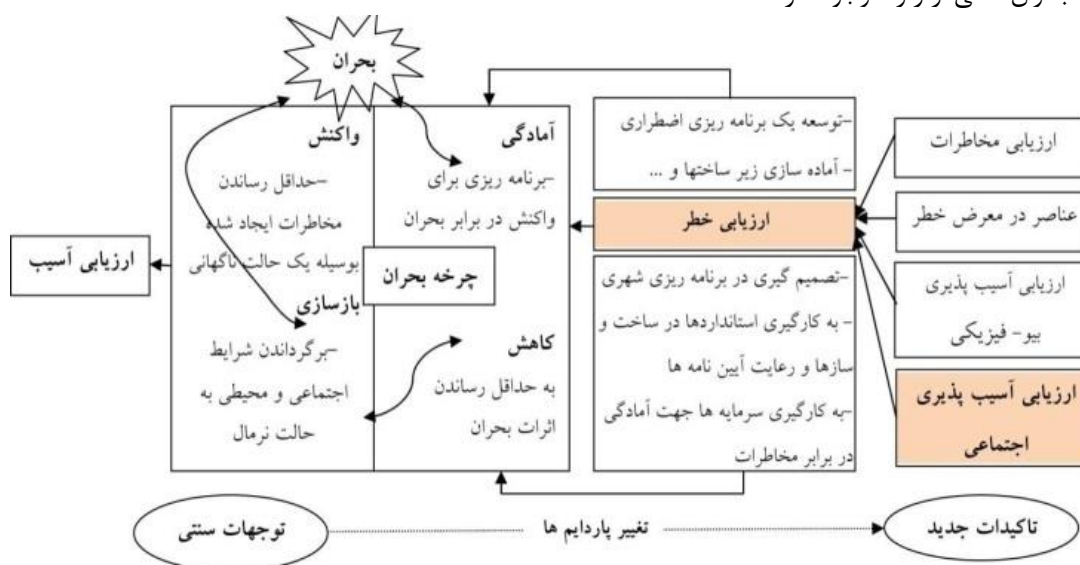 بحران
-توسعه یک برنامه ریزی اضطراری
- آماده سازی زیر ساختها و ...
ارزیابی خطر
-تصمیم گیری در برنامه ریزی شهری
- به کارگیری استانداردها در ساخت و
سازها و رعایت آیین نامه ها
-به کارگیری سرمایه ها جهت آمادگی
در برابر مخاطرات
ارزیابی مخاطرات
عناصر در معرض خطر
ارزیابی آسیب پذیری
بیو- فیزیکی
ارزیابی آسیب پذیری
اجتماعی
آمادگی
-برنامه ریزی برای
واکنش در برابر بحران
چرخه بحران
کاهش
به حداقل رساندن
اثرات بحران
واکنش
-حداقل رساندن
مخاطرات ایجاد شده
بوسیله یک حالت ناگهانی
بازسازی
-برگرداندن شرایط
اجتماعی و محیطی به
حالت نرمال
ارزیابی آسیب
تاکیدات جدید
تغییر پاردایم ها
توجهات سنتی